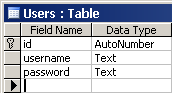 Users : Table
Field Name Data Type
id AutoNumber
username Text
password Text